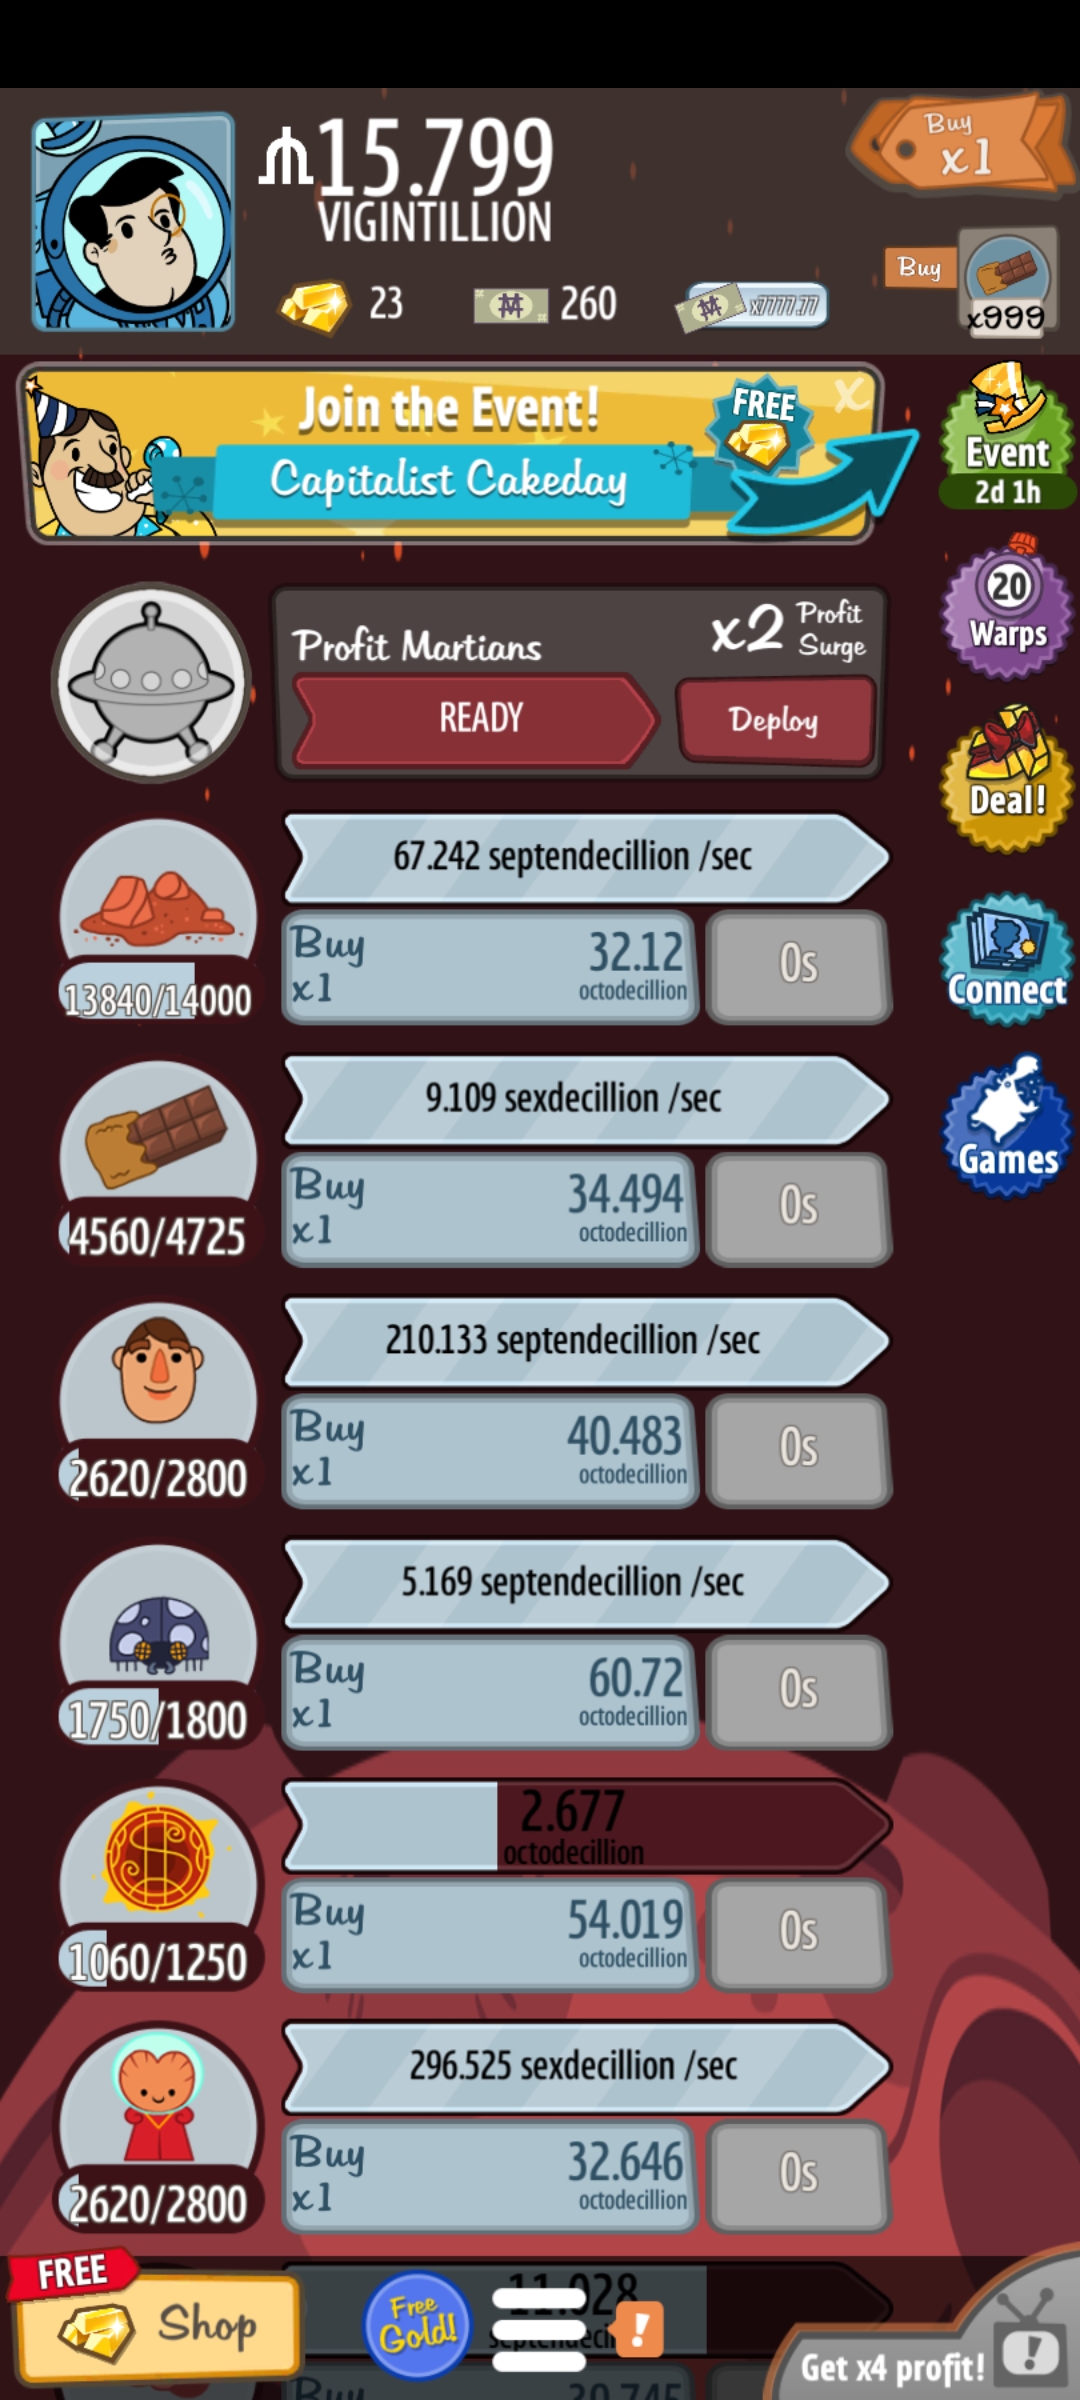 15.799
VIGINTILLION
Buy
x1
23
260
x7777.77
Buy
x999
Join the Event!
Capitalist Cakeday
FREE
x
Event
2d 1h
Profit Martians
x2 Profit Surge
READY
Deploy
20
Warps
Deal!
67.242 septendecillion /sec
Buy
x1
32.12
octodecillion
0s
13840/14000
Connect
9.109 sexdecillion /sec
Buy
x1
34.494
octodecillion
0s
4560/4725
Games
210.133 septendecillion /sec
Buy
x1
40.483
octodecillion
0s
2620/2800
5.169 septendecillion /sec
Buy
x1
60.72
octodecillion
0s
1750/1800
2.677
octodecillion
Buy
x1
54.019
octodecillion
0s
1060/1250
296.525 sexdecillion /sec
Buy
x1
32.646
octodecillion
0s
2620/2800
FREE
Shop
Free
Gold!
11.028
!
Get x4 profit!
!
Buy